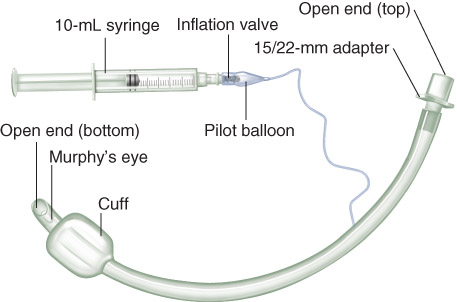 Open end (top)
10-mL syringe
Inflation valve
15/22-mm adapter
Open end (bottom)
Pilot balloon
Murphy's eye
Cuff